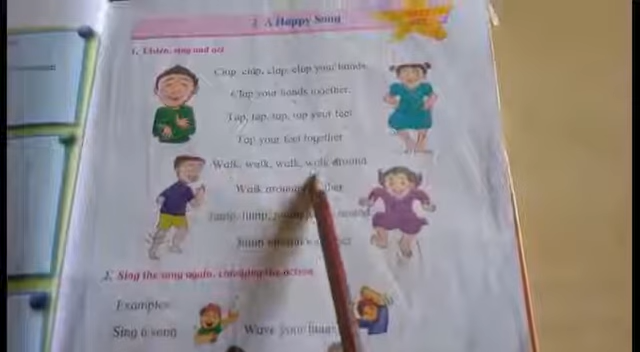 2. A Happy Song
1. Listen, sing and act
Clap, clap, clap, clap your hands
Clap your hands together.
Tap, tap, tap, tap your feet
Tap your feet together
Walk, walk, walk, walk around
Walk around
Jump, jump,
Jump
2. Sing the song again, changing the action
Examples
Sing a song
Wave your